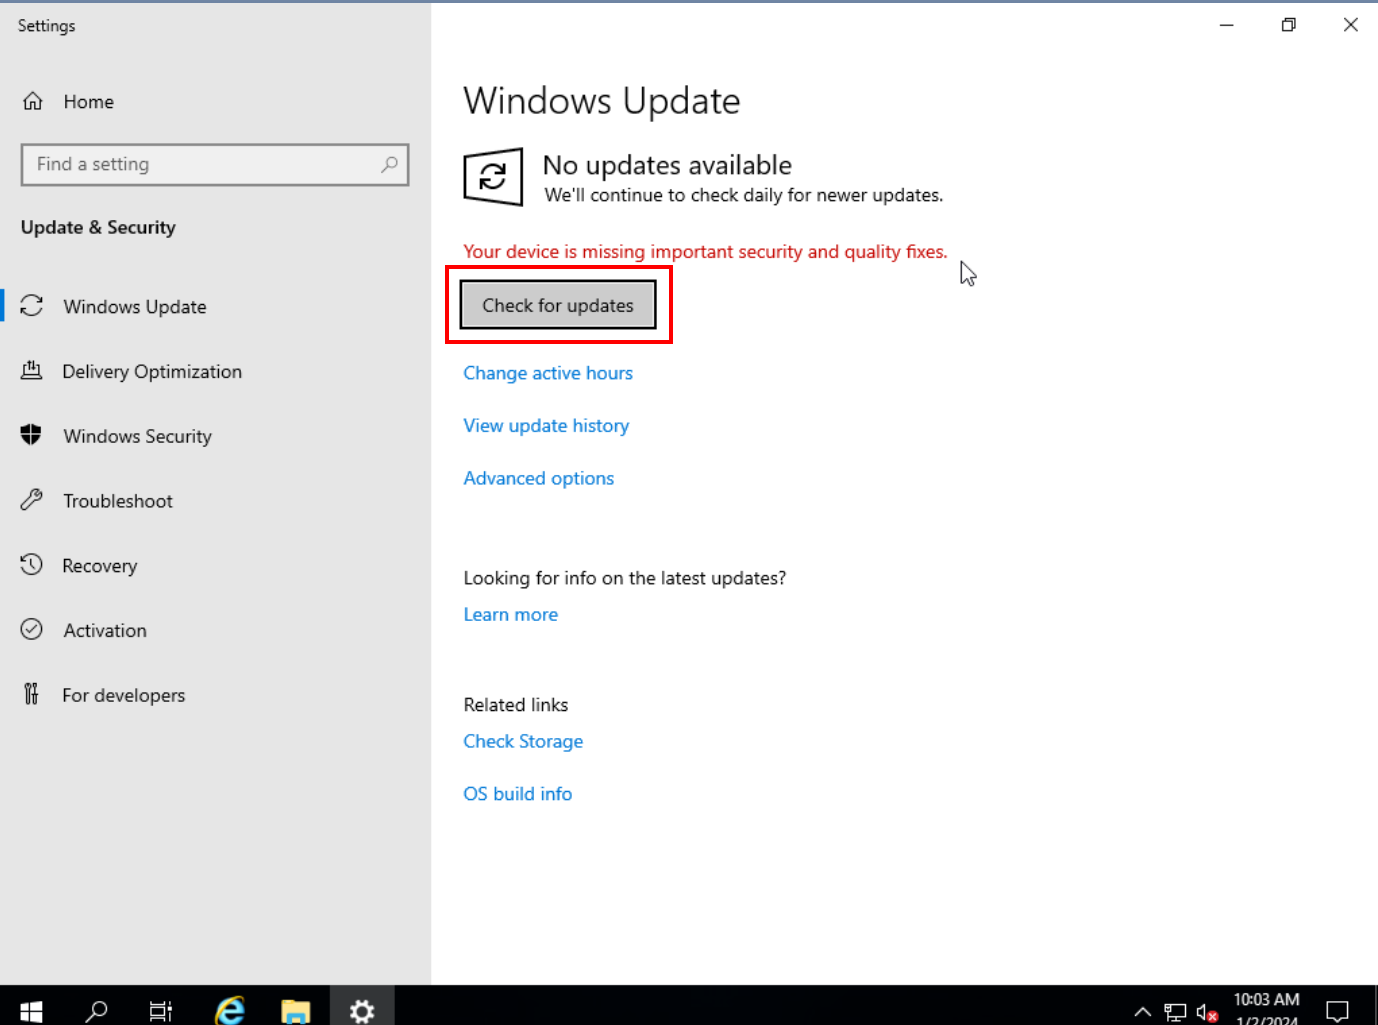 Settings
Home
Find a setting
Update & Security
Windows Update
Delivery Optimization
Windows Security
Troubleshoot
Recovery
Activation
For developers
Windows Update
No updates available
We'll continue to check daily for newer updates.
Your device is missing important security and quality fixes.
Check for updates
Change active hours
View update history
Advanced options
Looking for info on the latest updates?
Learn more
Related links
Check Storage
OS build info
10:03 AM
1/2/2024